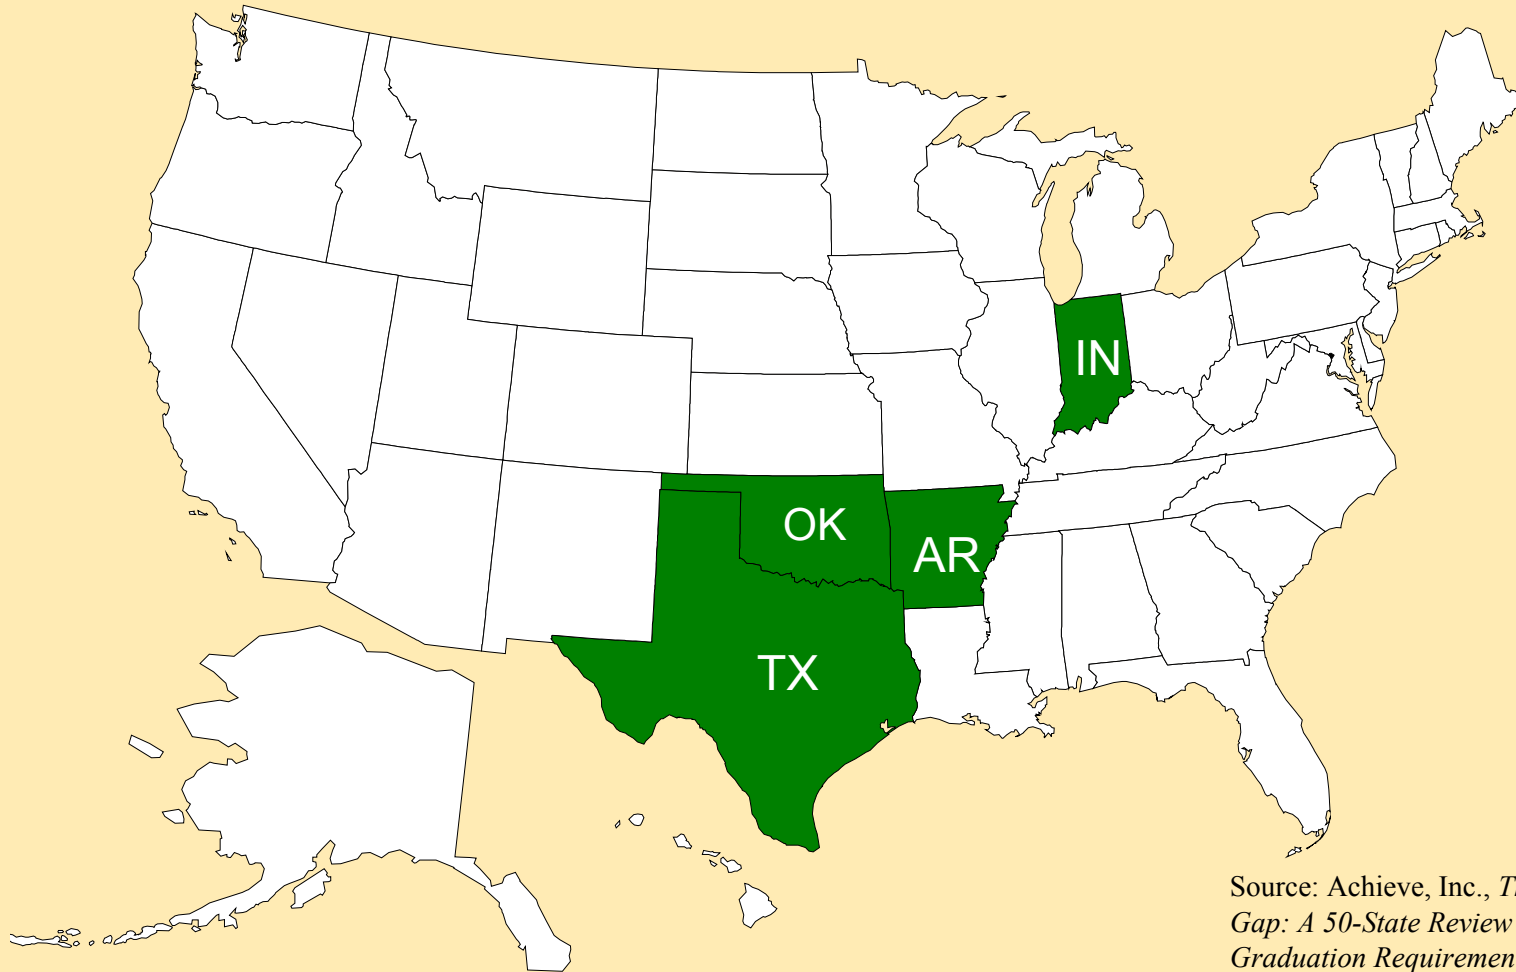 IN
OK
AR
TX
Source: Achieve, Inc.,
Gap: A 50-State Review
Graduation